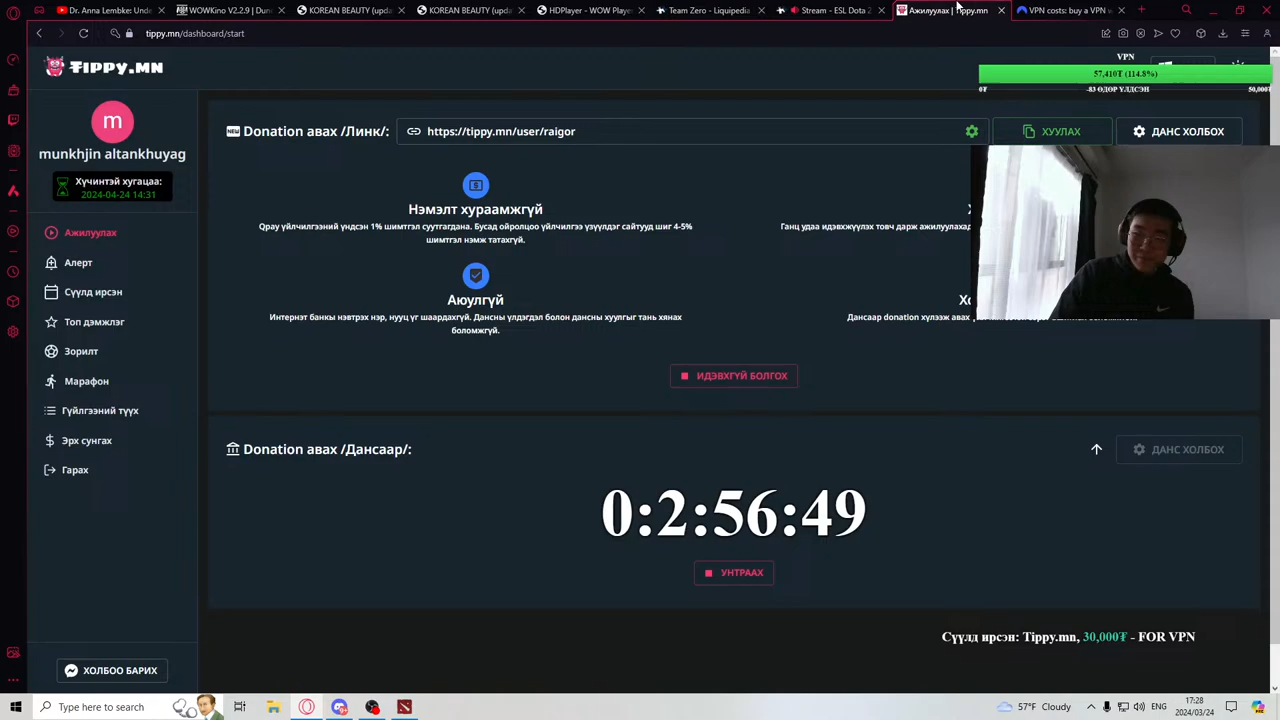 Dr. Anna Lembke: Unde
WOWKino V2.2.9 | Dun
KOREAN BEAUTY (upda
KOREAN BEAUTY (upda
HDPlayer - WOW Playe
Team Zero - Liquipedia
Stream - ESL Dota 2
Ажилуулах | Tippy.mn
VPN costs: buy a VPN w
tippy.mn/dashboard/start
TIPPY.MN
VPN
57,410₮ (114.8%)
0₮ -83 ӨДӨР ҮЛДСЭН 50,000₮
m
munkhjin altankhuyag
Хүчинтэй хугацаа:
2024-04-24 14:31
Ажилуулах
Алерт
Сүүлд ирсэн
Топ дэмжлэг
Зорилт
Марафон
Гүйлгээний түүх
Эрх сунгах
Гарах
ХОЛБОО БАРИХ
NEW Donation авах /Линк/:
https://tippy.mn/user/raigor
ХУУЛАХ
ДАНС ХОЛБОХ
Нэмэлт хураамжгүй
Qpay үйлчилгээний үндсэн 1% шимтгэл суутгагдана. Бусад ойролцоо үйлчилгээ үзүүлдэг сайтууд шиг 4-5%
шимтгэл нэмж татахгүй.
Ганц удаа идэвхжүүлэх товч дарж ажилуулахад
Аюулгүй
Интернэт банкы нэвтрэх нэр, нууц үг шаардахгүй. Дансны үлдэгдэл болон дансны хуулгыг тань хянах
боломжгүй.
Дансаар donation хүлээж авах
ИДЭВХГҮЙ БОЛГОХ
Donation авах /Дансаар/:
ДАНС ХОЛБОХ
0:2:56:49
УНТРААХ
Сүүлд ирсэн: Tippy.mn, 30,000₮ - FOR VPN
Type here to search
57°F Cloudy
ENG
17:28
2024/03/24